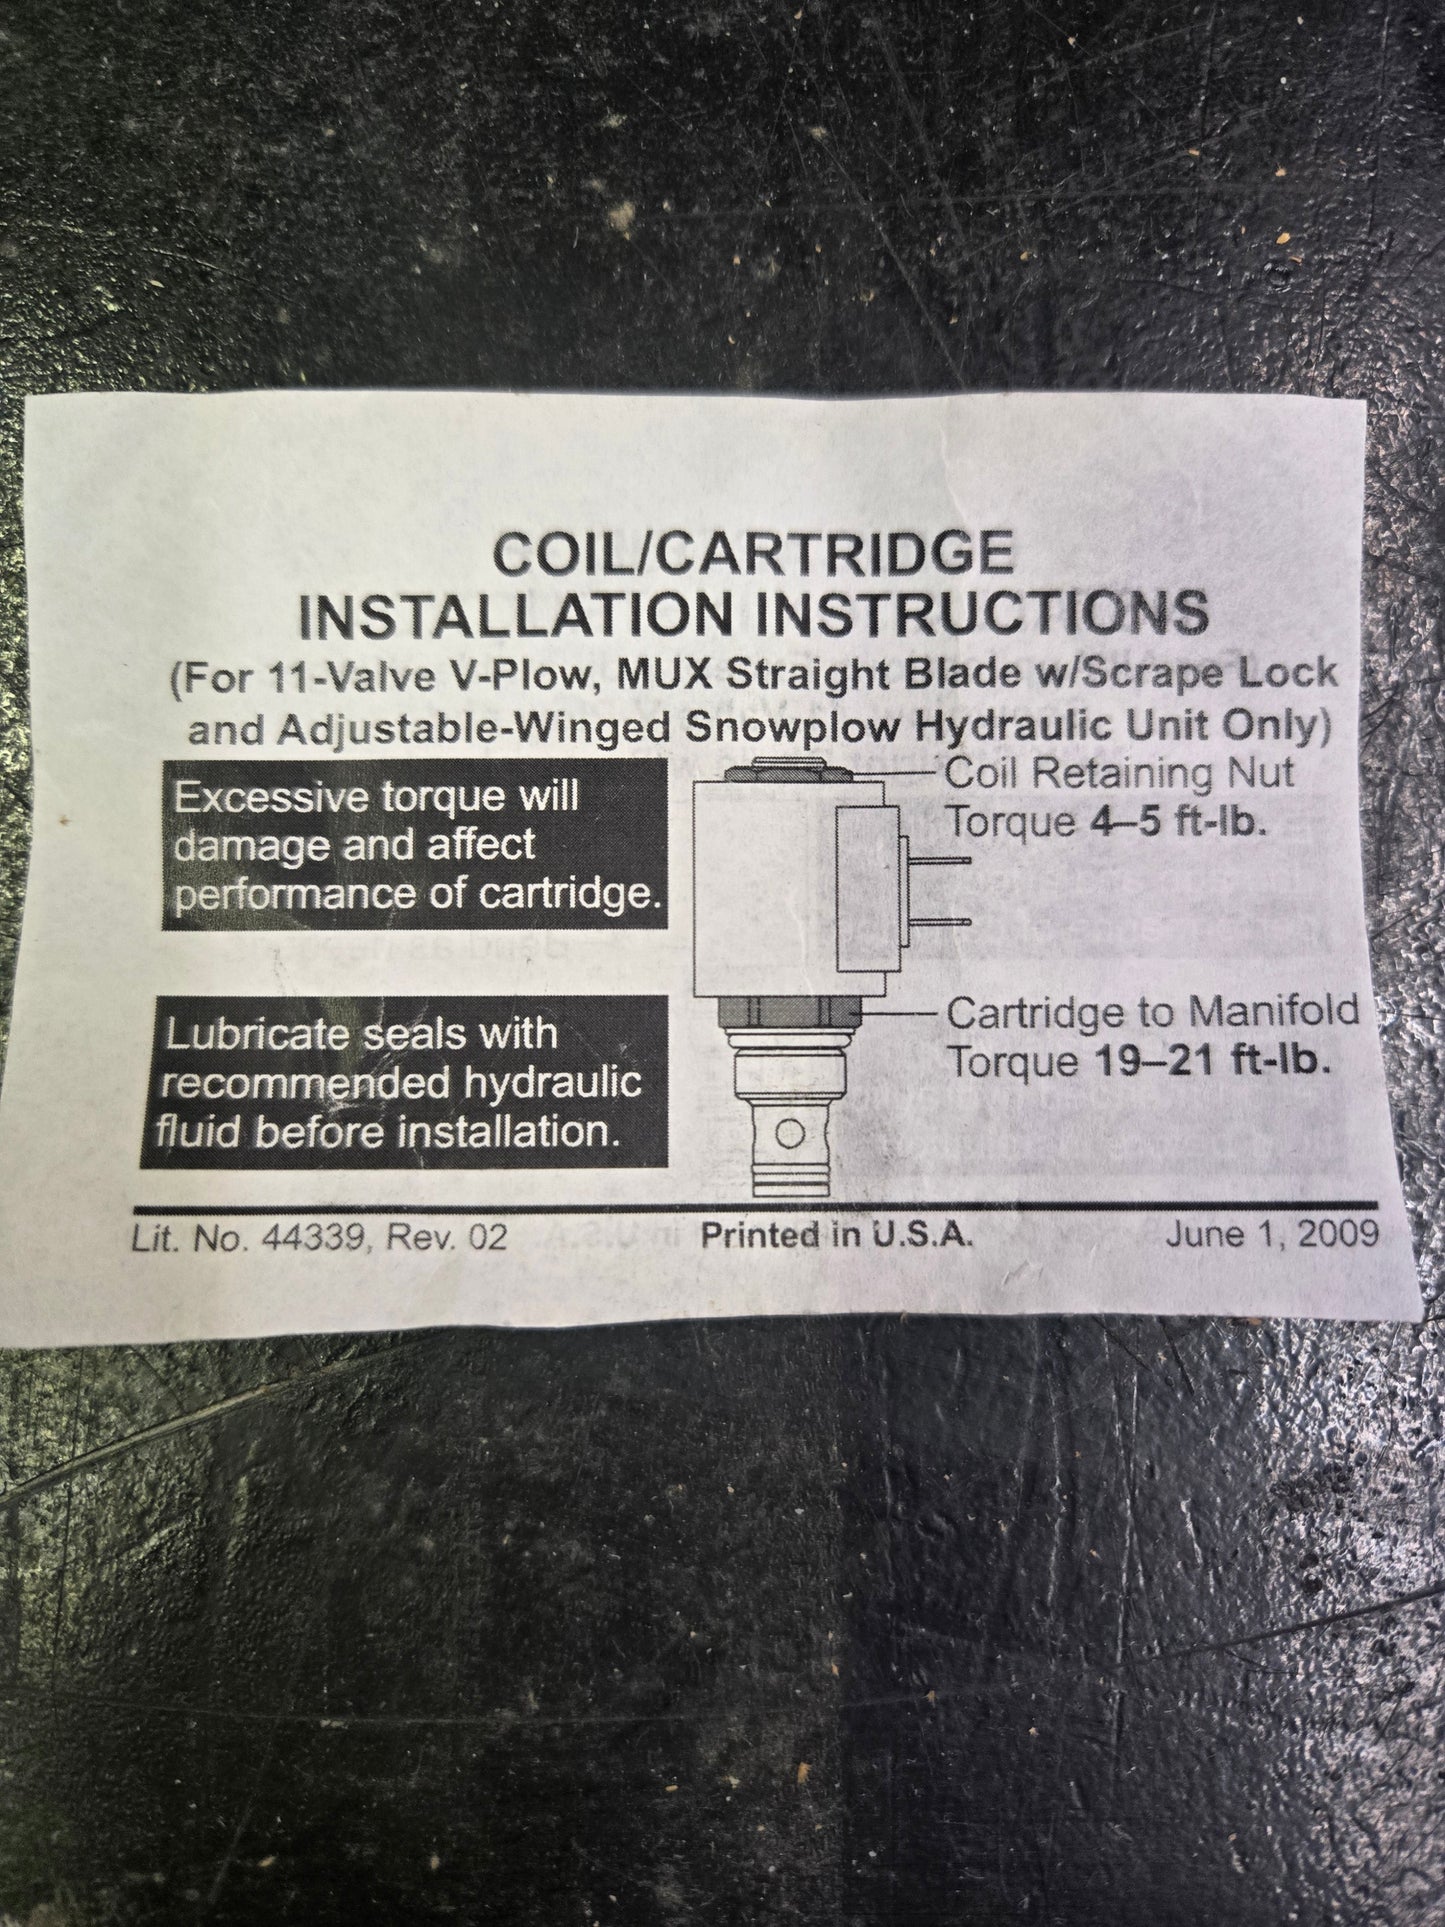 COIL/CARTRIDGE
INSTALLATION INSTRUCTIONS
(For 11-Valve V-Plow, MUX Straight Blade w/Scrape Lock
and Adjustable-Winged Snowplow Hydraulic Unit Only)
Excessive torque will
damage and affect
performance of cartridge.
Coil Retaining Nut
Torque 4–5 ft-lb.
Lubricate seals with
recommended hydraulic
fluid before installation.
Cartridge to Manifold
Torque 19–21 ft-lb.
Lit. No. 44339, Rev. 02 Printed in U.S.A. June 1, 2009